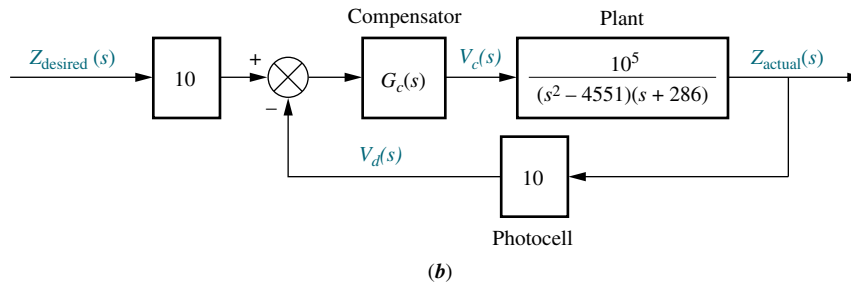 Compensator
Plant
Z_desired (s)
10
+
−
G_c(s)
V_c(s)
10^5
(s^2 − 4551)(s + 286)
Z_actual(s)
V_d(s)
10
Photocell
(b)